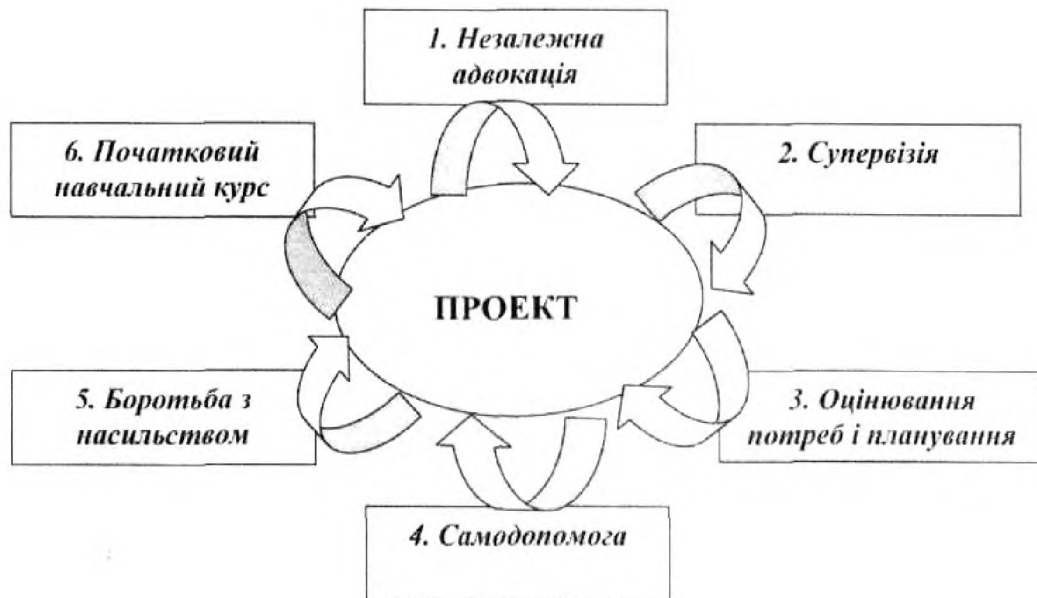 1. Незалежна
адвокація
2. Супервізія
3. Оцінювання
потреб і планування
4. Самодопомога
5. Боротьба з
насильством
6. Початковий
навчальний курс
ПРОЕКТ